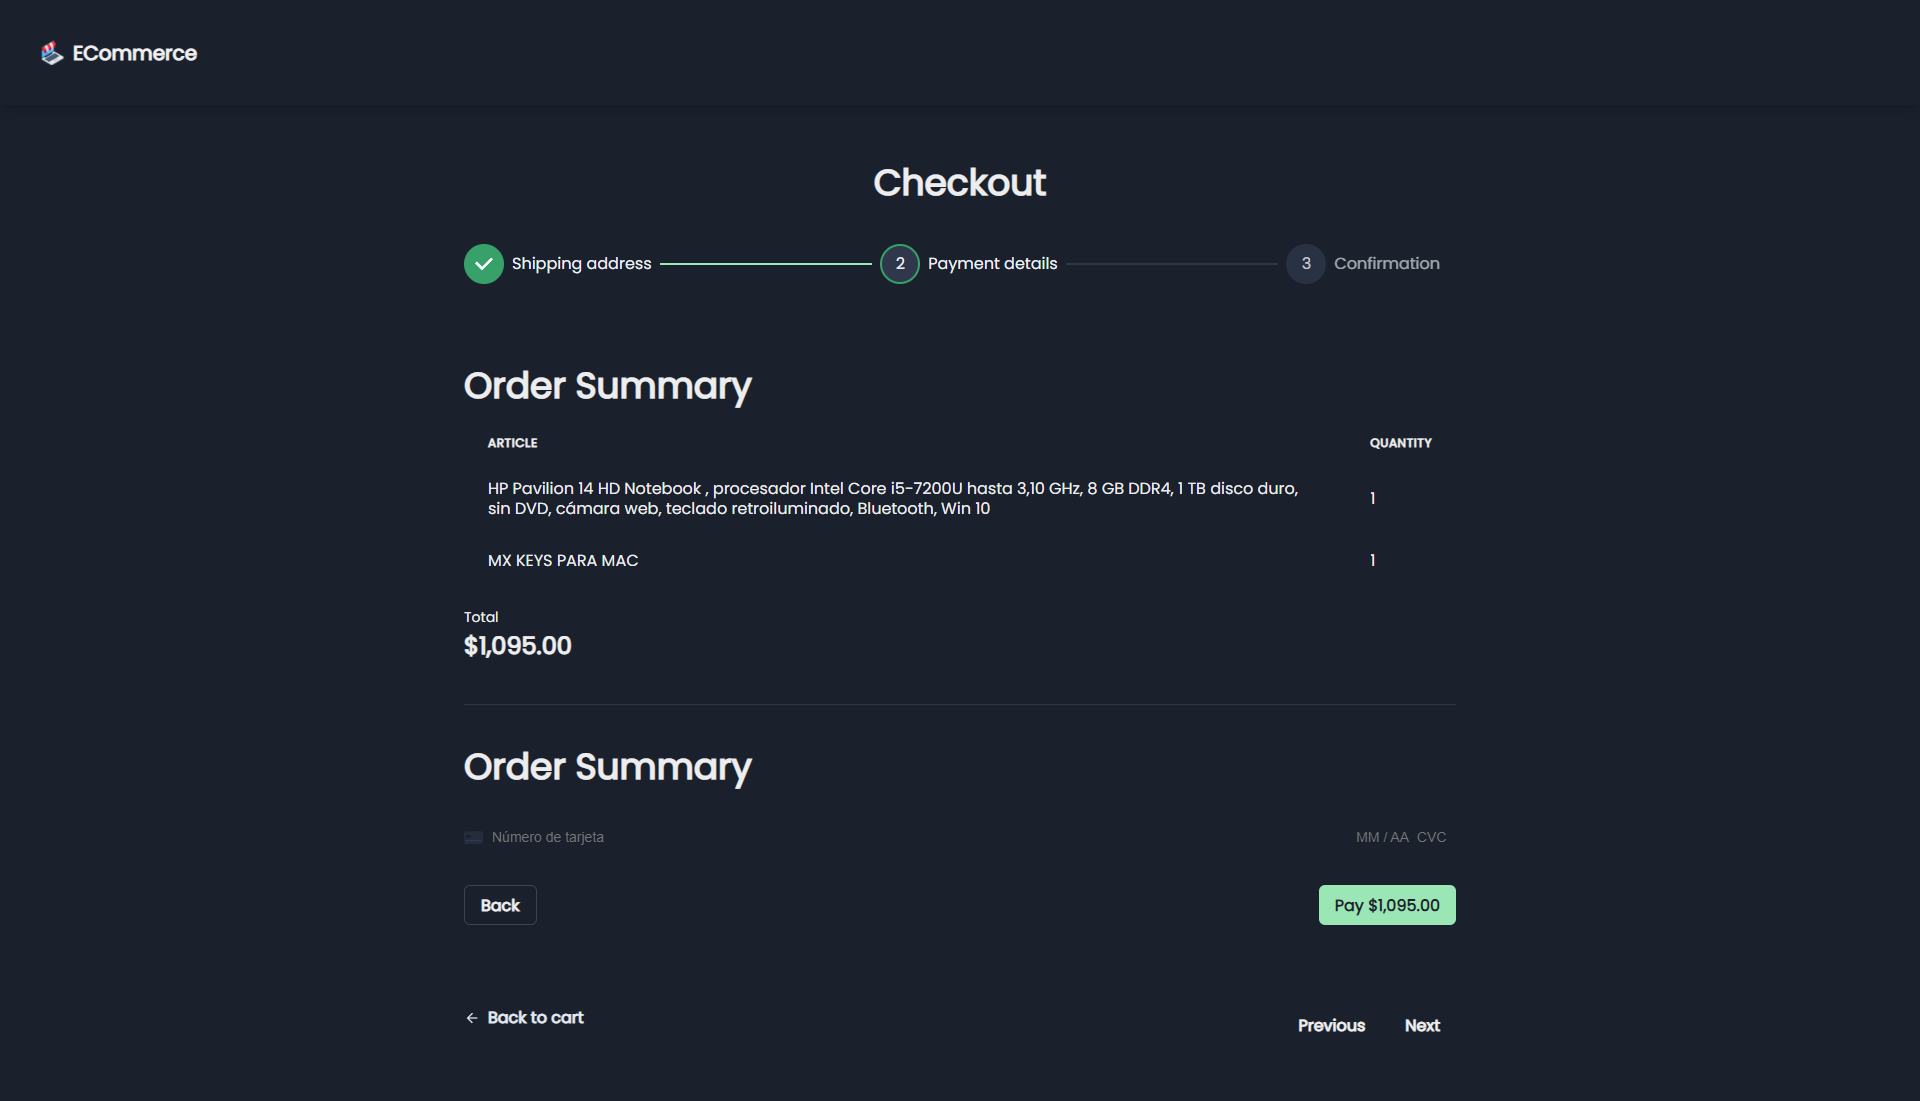 ECommerce
Checkout
Shipping address
2 Payment details
3 Confirmation
Order Summary
ARTICLE QUANTITY
HP Pavilion 14 HD Notebook , procesador Intel Core i5-7200U hasta 3,10 GHz, 8 GB DDR4, 1 TB disco duro,
sin DVD, cámara web, teclado retroiluminado, Bluetooth, Win 10
1
MX KEYS PARA MAC 1
Total
$1,095.00
Order Summary
Número de tarjeta MM / AA CVC
Back Pay $1,095.00
← Back to cart
Previous Next